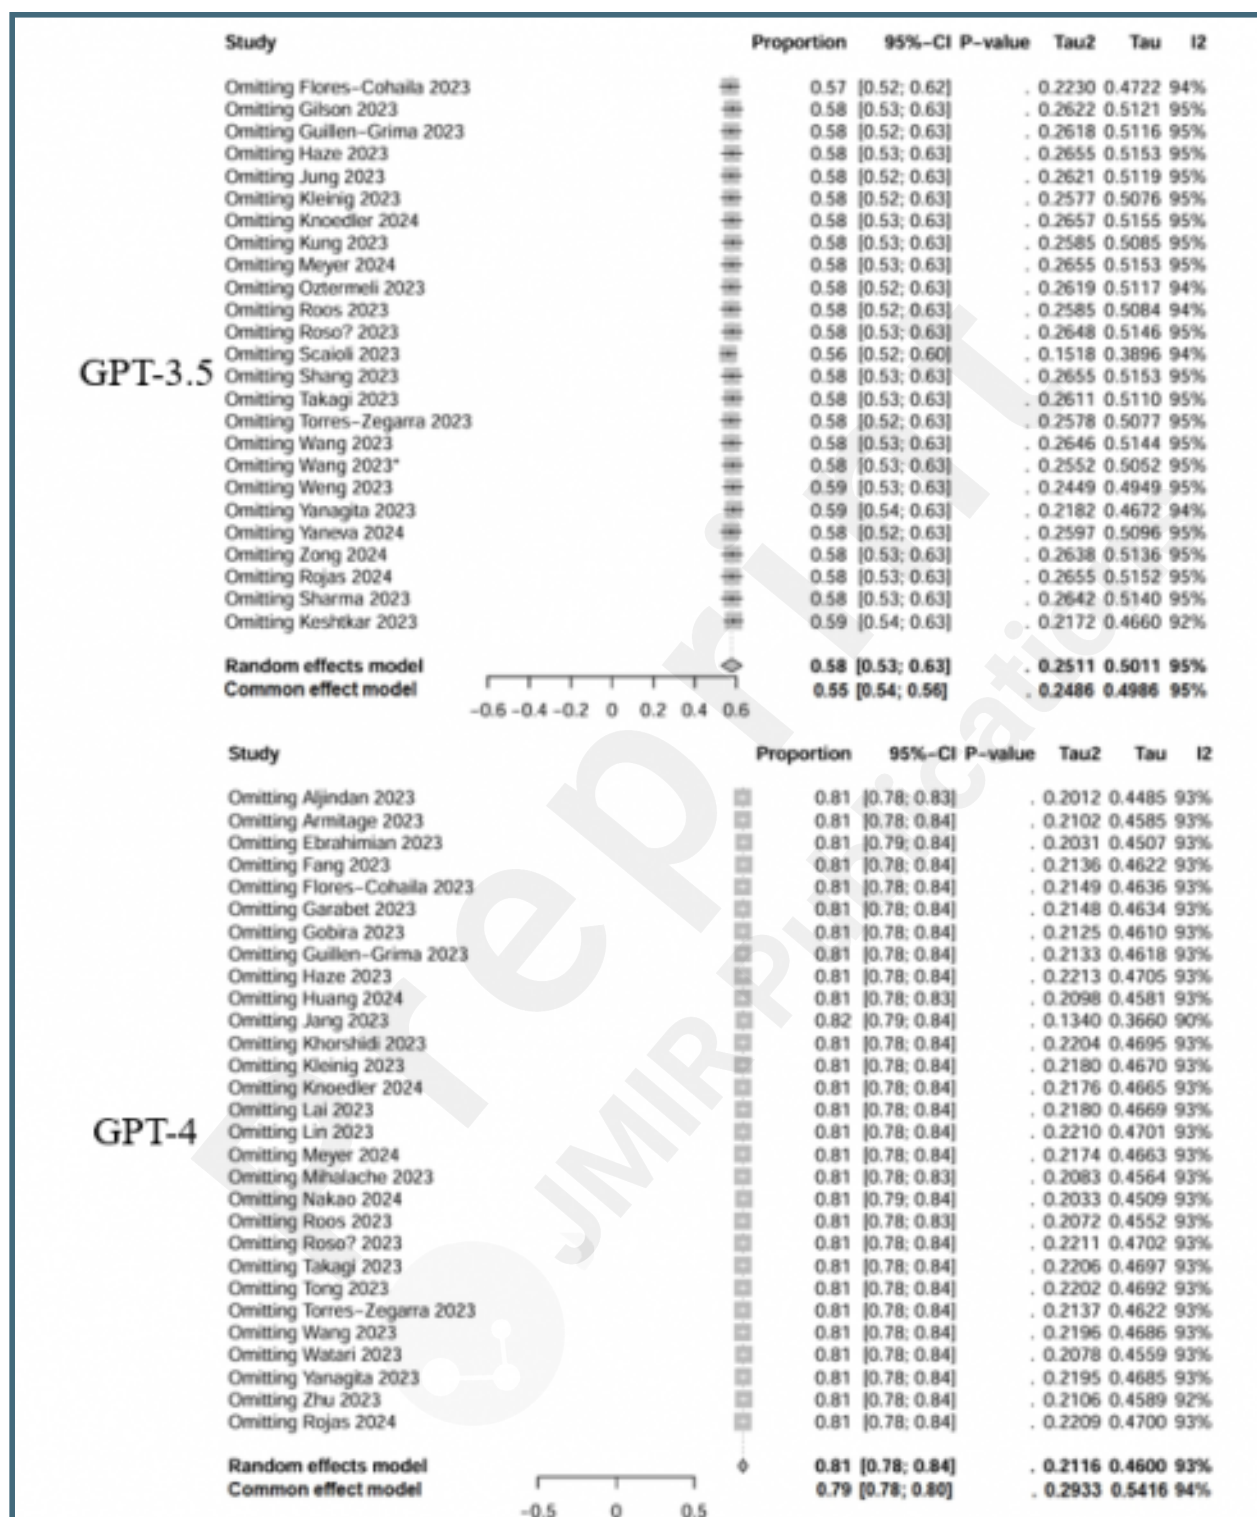 Study Proportion 95%-CI P-value Tau2 Tau I2
Omitting Flores-Cohaila 2023 0.57 [0.52; 0.62] . 0.2230 0.4722 94%
Omitting Gilson 2023 0.58 [0.53; 0.63] . 0.2622 0.5121 95%
Omitting Guillen-Grima 2023 0.58 [0.52; 0.63] . 0.2618 0.5116 95%
Omitting Haze 2023 0.58 [0.53; 0.63] . 0.2655 0.5153 95%
Omitting Jung 2023 0.58 [0.52; 0.63] . 0.2621 0.5119 95%
Omitting Kleinig 2023 0.58 [0.52; 0.63] . 0.2577 0.5076 95%
Omitting Knoedler 2024 0.58 [0.53; 0.63] . 0.2657 0.5155 95%
Omitting Kung 2023 0.58 [0.53; 0.63] . 0.2585 0.5085 95%
Omitting Meyer 2024 0.58 [0.53; 0.63] . 0.2655 0.5153 95%
Omitting Oztermeli 2023 0.58 [0.52; 0.63] . 0.2619 0.5117 94%
Omitting Roos 2023 0.58 [0.52; 0.63] . 0.2585 0.5084 94%
Omitting Roso? 2023 0.58 [0.53; 0.63] . 0.2648 0.5146 95%
Omitting Scaioli 2023 0.56 [0.52; 0.60] . 0.1518 0.3896 94%
GPT-3.5
Omitting Shang 2023 0.58 [0.53; 0.63] . 0.2655 0.5153 95%
Omitting Takagi 2023 0.58 [0.53; 0.63] . 0.2611 0.5110 95%
Omitting Torres-Zegarra 2023 0.58 [0.52; 0.63] . 0.2578 0.5077 95%
Omitting Wang 2023 0.58 [0.53; 0.63] . 0.2646 0.5144 95%
Omitting Wang 2023* 0.58 [0.53; 0.63] . 0.2552 0.5052 95%
Omitting Weng 2023 0.59 [0.53; 0.63] . 0.2449 0.4949 95%
Omitting Yanagita 2023 0.59 [0.54; 0.63] . 0.2182 0.4672 94%
Omitting Yaneva 2024 0.58 [0.52; 0.63] . 0.2597 0.5096 95%
Omitting Zong 2024 0.58 [0.53; 0.63] . 0.2638 0.5136 95%
Omitting Rojas 2024 0.58 [0.53; 0.63] . 0.2655 0.5152 95%
Omitting Sharma 2023 0.58 [0.53; 0.63] . 0.2642 0.5140 95%
Omitting Keshtkar 2023 0.59 [0.54; 0.63] . 0.2172 0.4660 92%
Random effects model 0.58 [0.53; 0.63] . 0.2511 0.5011 95%
Common effect model 0.55 [0.54; 0.56] . 0.2486 0.4986 95%
-0.6 -0.4 -0.2 0 0.2 0.4 0.6
Study Proportion 95%-CI P-value Tau2 Tau I2
Omitting Aljindan 2023 0.81 [0.78; 0.83] . 0.2012 0.4485 93%
Omitting Armitage 2023 0.81 [0.78; 0.84] . 0.2102 0.4585 93%
Omitting Ebrahimian 2023 0.81 [0.79; 0.84] . 0.2031 0.4507 93%
Omitting Fang 2023 0.81 [0.78; 0.84] . 0.2136 0.4622 93%
Omitting Flores-Cohaila 2023 0.81 [0.78; 0.84] . 0.2149 0.4636 93%
Omitting Garabet 2023 0.81 [0.78; 0.84] . 0.2148 0.4634 93%
Omitting Gobira 2023 0.81 [0.78; 0.84] . 0.2125 0.4610 93%
Omitting Guillen-Grima 2023 0.81 [0.78; 0.84] . 0.2133 0.4618 93%
Omitting Haze 2023 0.81 [0.78; 0.84] . 0.2213 0.4705 93%
Omitting Huang 2024 0.81 [0.78; 0.83] . 0.2098 0.4581 93%
Omitting Jang 2023 0.82 [0.79; 0.84] . 0.1340 0.3660 90%
Omitting Khorshidi 2023 0.81 [0.78; 0.84] . 0.2204 0.4695 93%
Omitting Kleinig 2023 0.81 [0.78; 0.84] . 0.2180 0.4670 93%
Omitting Knoedler 2024 0.81 [0.78; 0.84] . 0.2176 0.4665 93%
Omitting Lai 2023 0.81 [0.78; 0.84] . 0.2180 0.4669 93%
GPT-4
Omitting Lin 2023 0.81 [0.78; 0.84] . 0.2210 0.4701 93%
Omitting Meyer 2024 0.81 [0.78; 0.84] . 0.2174 0.4663 93%
Omitting Mihalache 2023 0.81 [0.78; 0.83] . 0.2083 0.4564 93%
Omitting Nakao 2024 0.81 [0.79; 0.84] . 0.2033 0.4509 93%
Omitting Roos 2023 0.81 [0.78; 0.83] . 0.2072 0.4552 93%
Omitting Roso? 2023 0.81 [0.78; 0.84] . 0.2211 0.4702 93%
Omitting Takagi 2023 0.81 [0.78; 0.84] . 0.2206 0.4697 93%
Omitting Tong 2023 0.81 [0.78; 0.84] . 0.2202 0.4692 93%
Omitting Torres-Zegarra 2023 0.81 [0.78; 0.84] . 0.2137 0.4622 93%
Omitting Wang 2023 0.81 [0.78; 0.84] . 0.2196 0.4686 93%
Omitting Watari 2023 0.81 [0.78; 0.84] . 0.2078 0.4559 93%
Omitting Yanagita 2023 0.81 [0.78; 0.84] . 0.2195 0.4685 93%
Omitting Zhu 2023 0.81 [0.78; 0.84] . 0.2106 0.4589 92%
Omitting Rojas 2024 0.81 [0.78; 0.84] . 0.2209 0.4700 93%
Random effects model 0.81 [0.78; 0.84] . 0.2116 0.4600 93%
Common effect model 0.79 [0.78; 0.80] . 0.2933 0.5416 94%
-0.5 0 0.5
Preprint
JMIR Publications